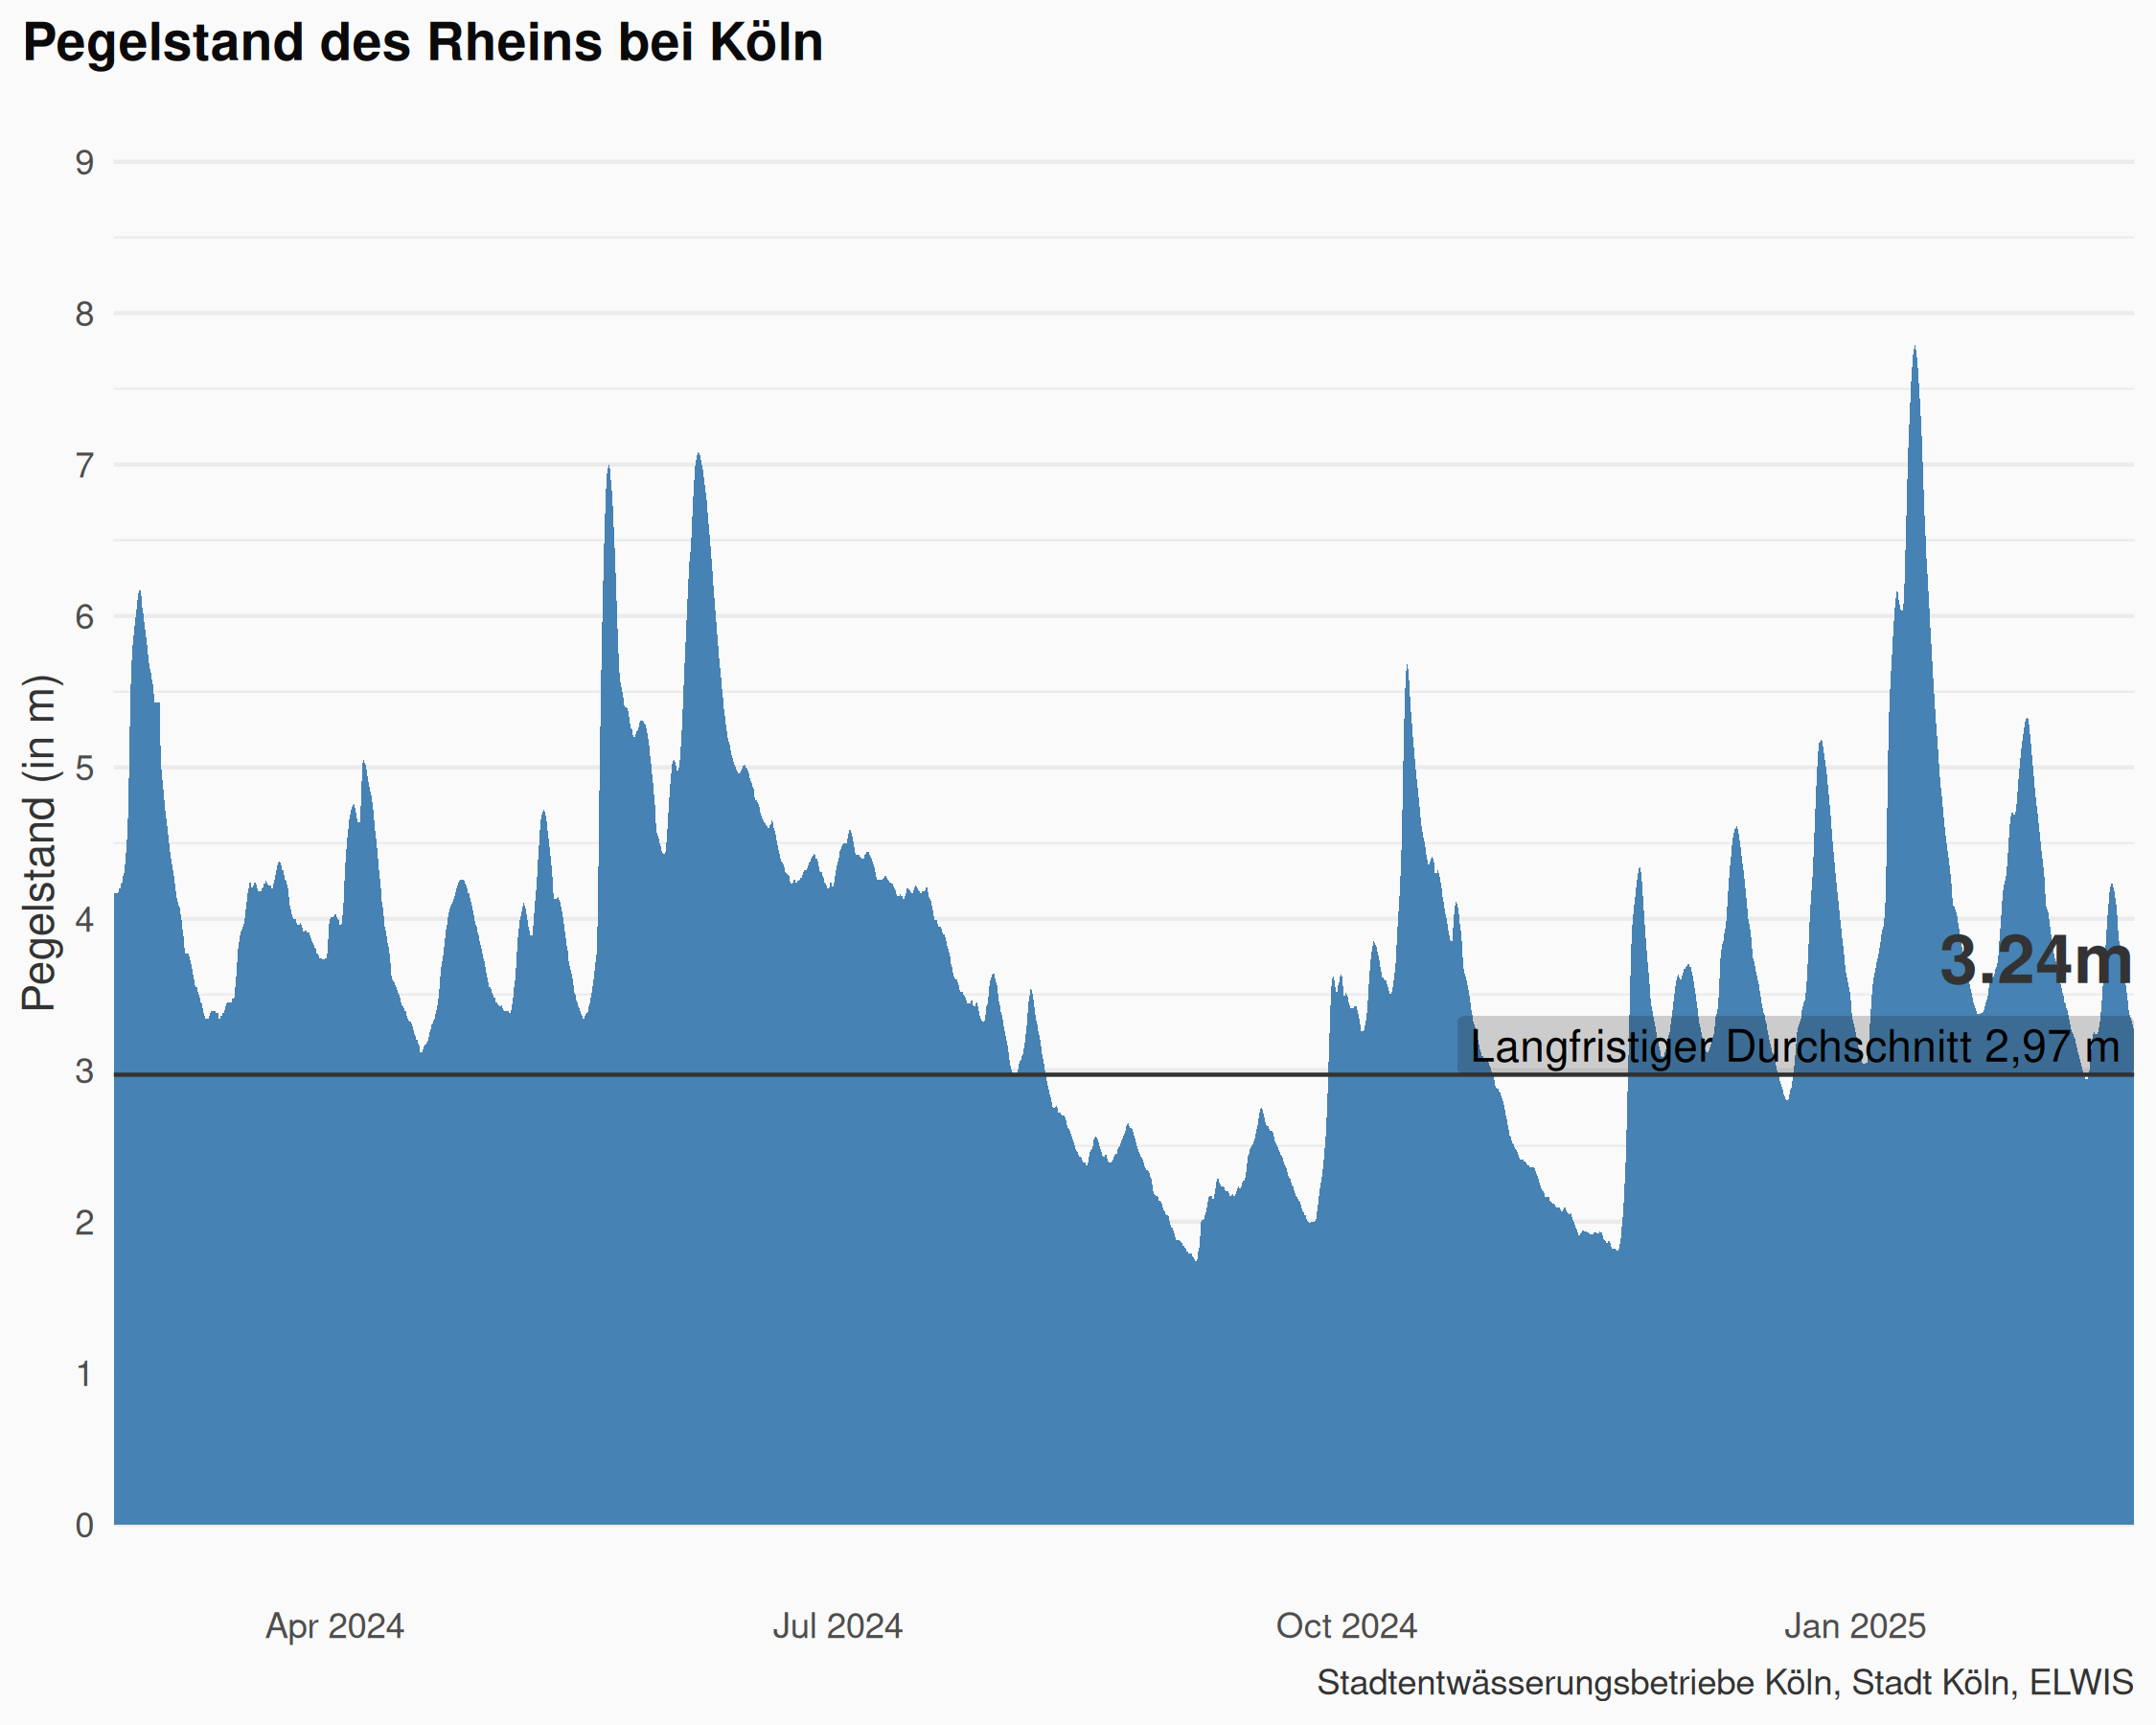 Pegelstand des Rheins bei Köln
Pegelstand (in m)
9
8
7
6
5
4
3
2
1
0
3.24m
Langfristiger Durchschnitt 2,97 m
Apr 2024
Jul 2024
Oct 2024
Jan 2025
Stadtentwässerungsbetriebe Köln, Stadt Köln, ELWIS